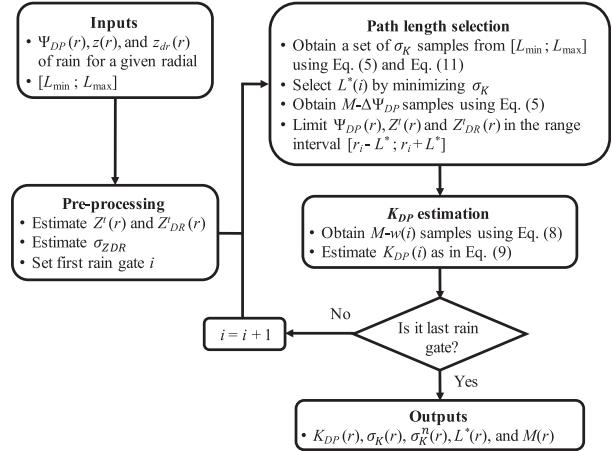 Inputs
• Ψ_DP(r), z(r), and z_dr(r)
of rain for a given radial
• [L_min ; L_max]
Pre-processing
• Estimate Z^t(r) and Z^t_DR(r)
• Estimate σ_ZDR
• Set first rain gate i
Path length selection
• Obtain a set of σ_K samples from [L_min ; L_max]
using Eq. (5) and Eq. (11)
• Select L*(i) by minimizing σ_K
• Obtain M-ΔΨ_DP samples using Eq. (5)
• Limit Ψ_DP(r), Z^t(r) and Z^t_DR(r) in the range
interval [r_i - L* ; r_i + L*]
K_DP estimation
• Obtain M-w(i) samples using Eq. (8)
• Estimate K_DP(i) as in Eq. (9)
Is it last rain
gate?
No
i = i + 1
Yes
Outputs
• K_DP(r), σ_K(r), σ^n_K(r), L*(r), and M(r)